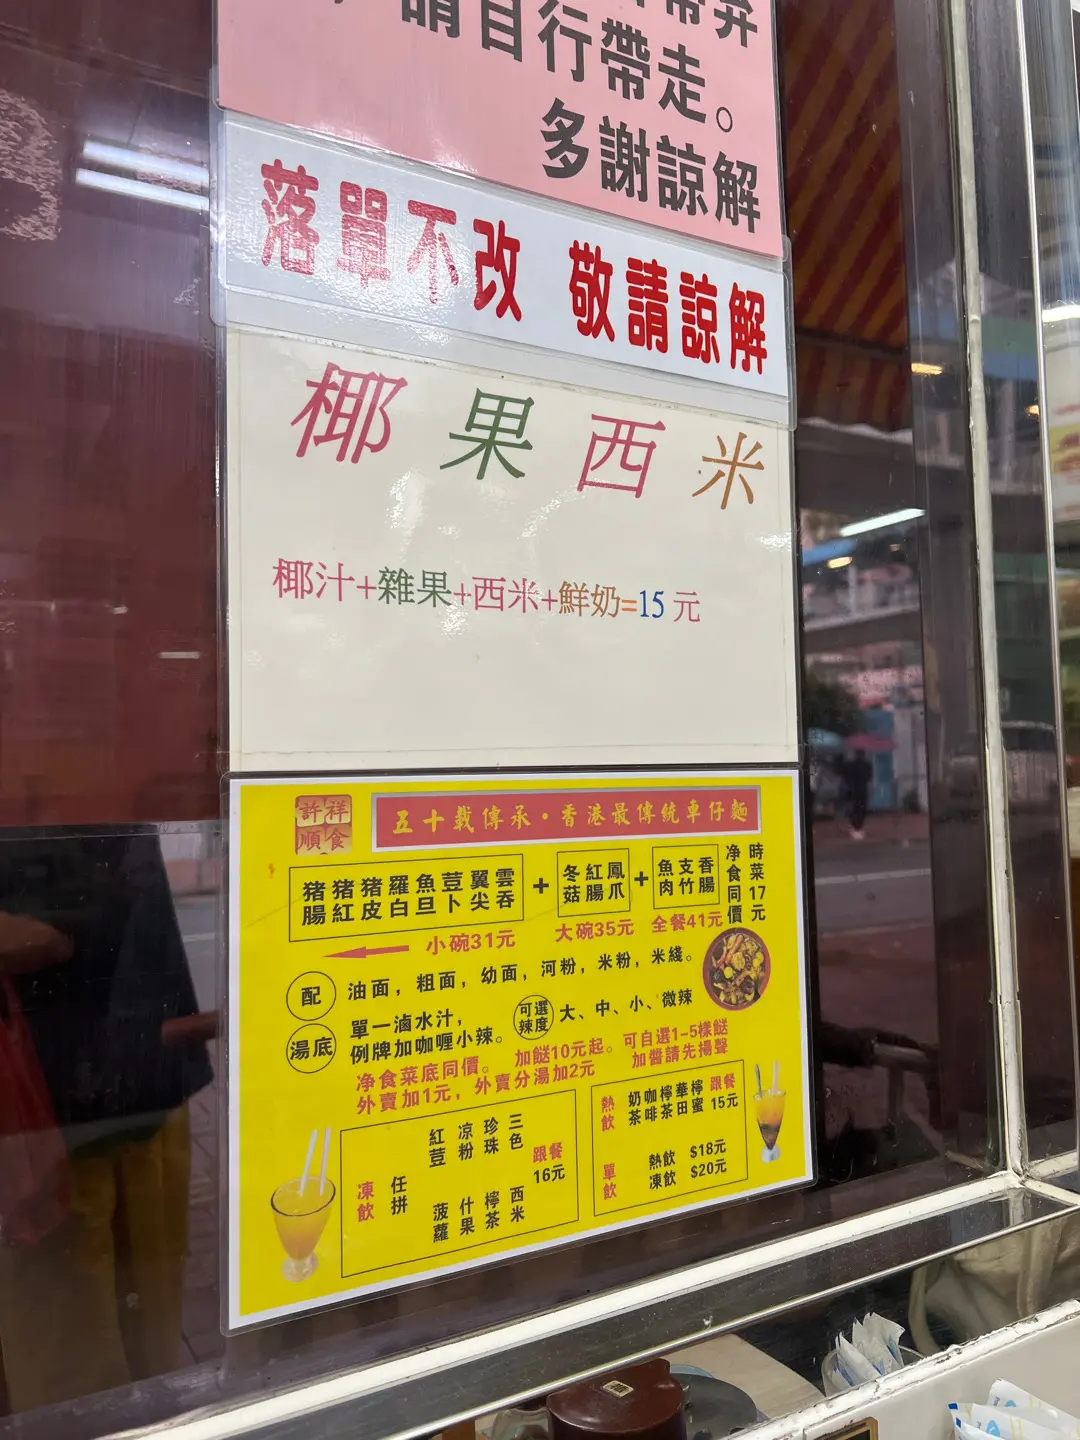 請自行帶走。
多謝諒解
落單不改 敬請諒解
椰果西米
椰汁+雜果+西米+鮮奶=15 元
許祥
順食
五十载傳承·香港最傳統車仔麵
猪腸 猪紅 猪皮 羅白 魚旦 荳卜 翼尖 雲吞
+
冬菇 紅腸 鳳爪
+
魚肉 支竹 香腸
時菜17元
净食同價
小碗31元
大碗35元
全餐41元
配
油面，粗面，幼面，河粉，米粉，米綫。
湯底
單一滷水汁，
例牌加咖喱小辣。
可選辣度
大、中、小、微辣
净食菜底同價。 加餸10元起。可自選1-5樣餸
外賣加1元，外賣分湯加2元
加醬請先揚聲
凍飲
任拼
紅荳 凉粉 珍珠 三色
菠蘿 什果 檸茶 西米
跟餐
16元
熱飲
奶茶 咖啡 檸茶 華田 檸蜜
跟餐
15元
單飲
熱飲 $18元
凍飲 $20元